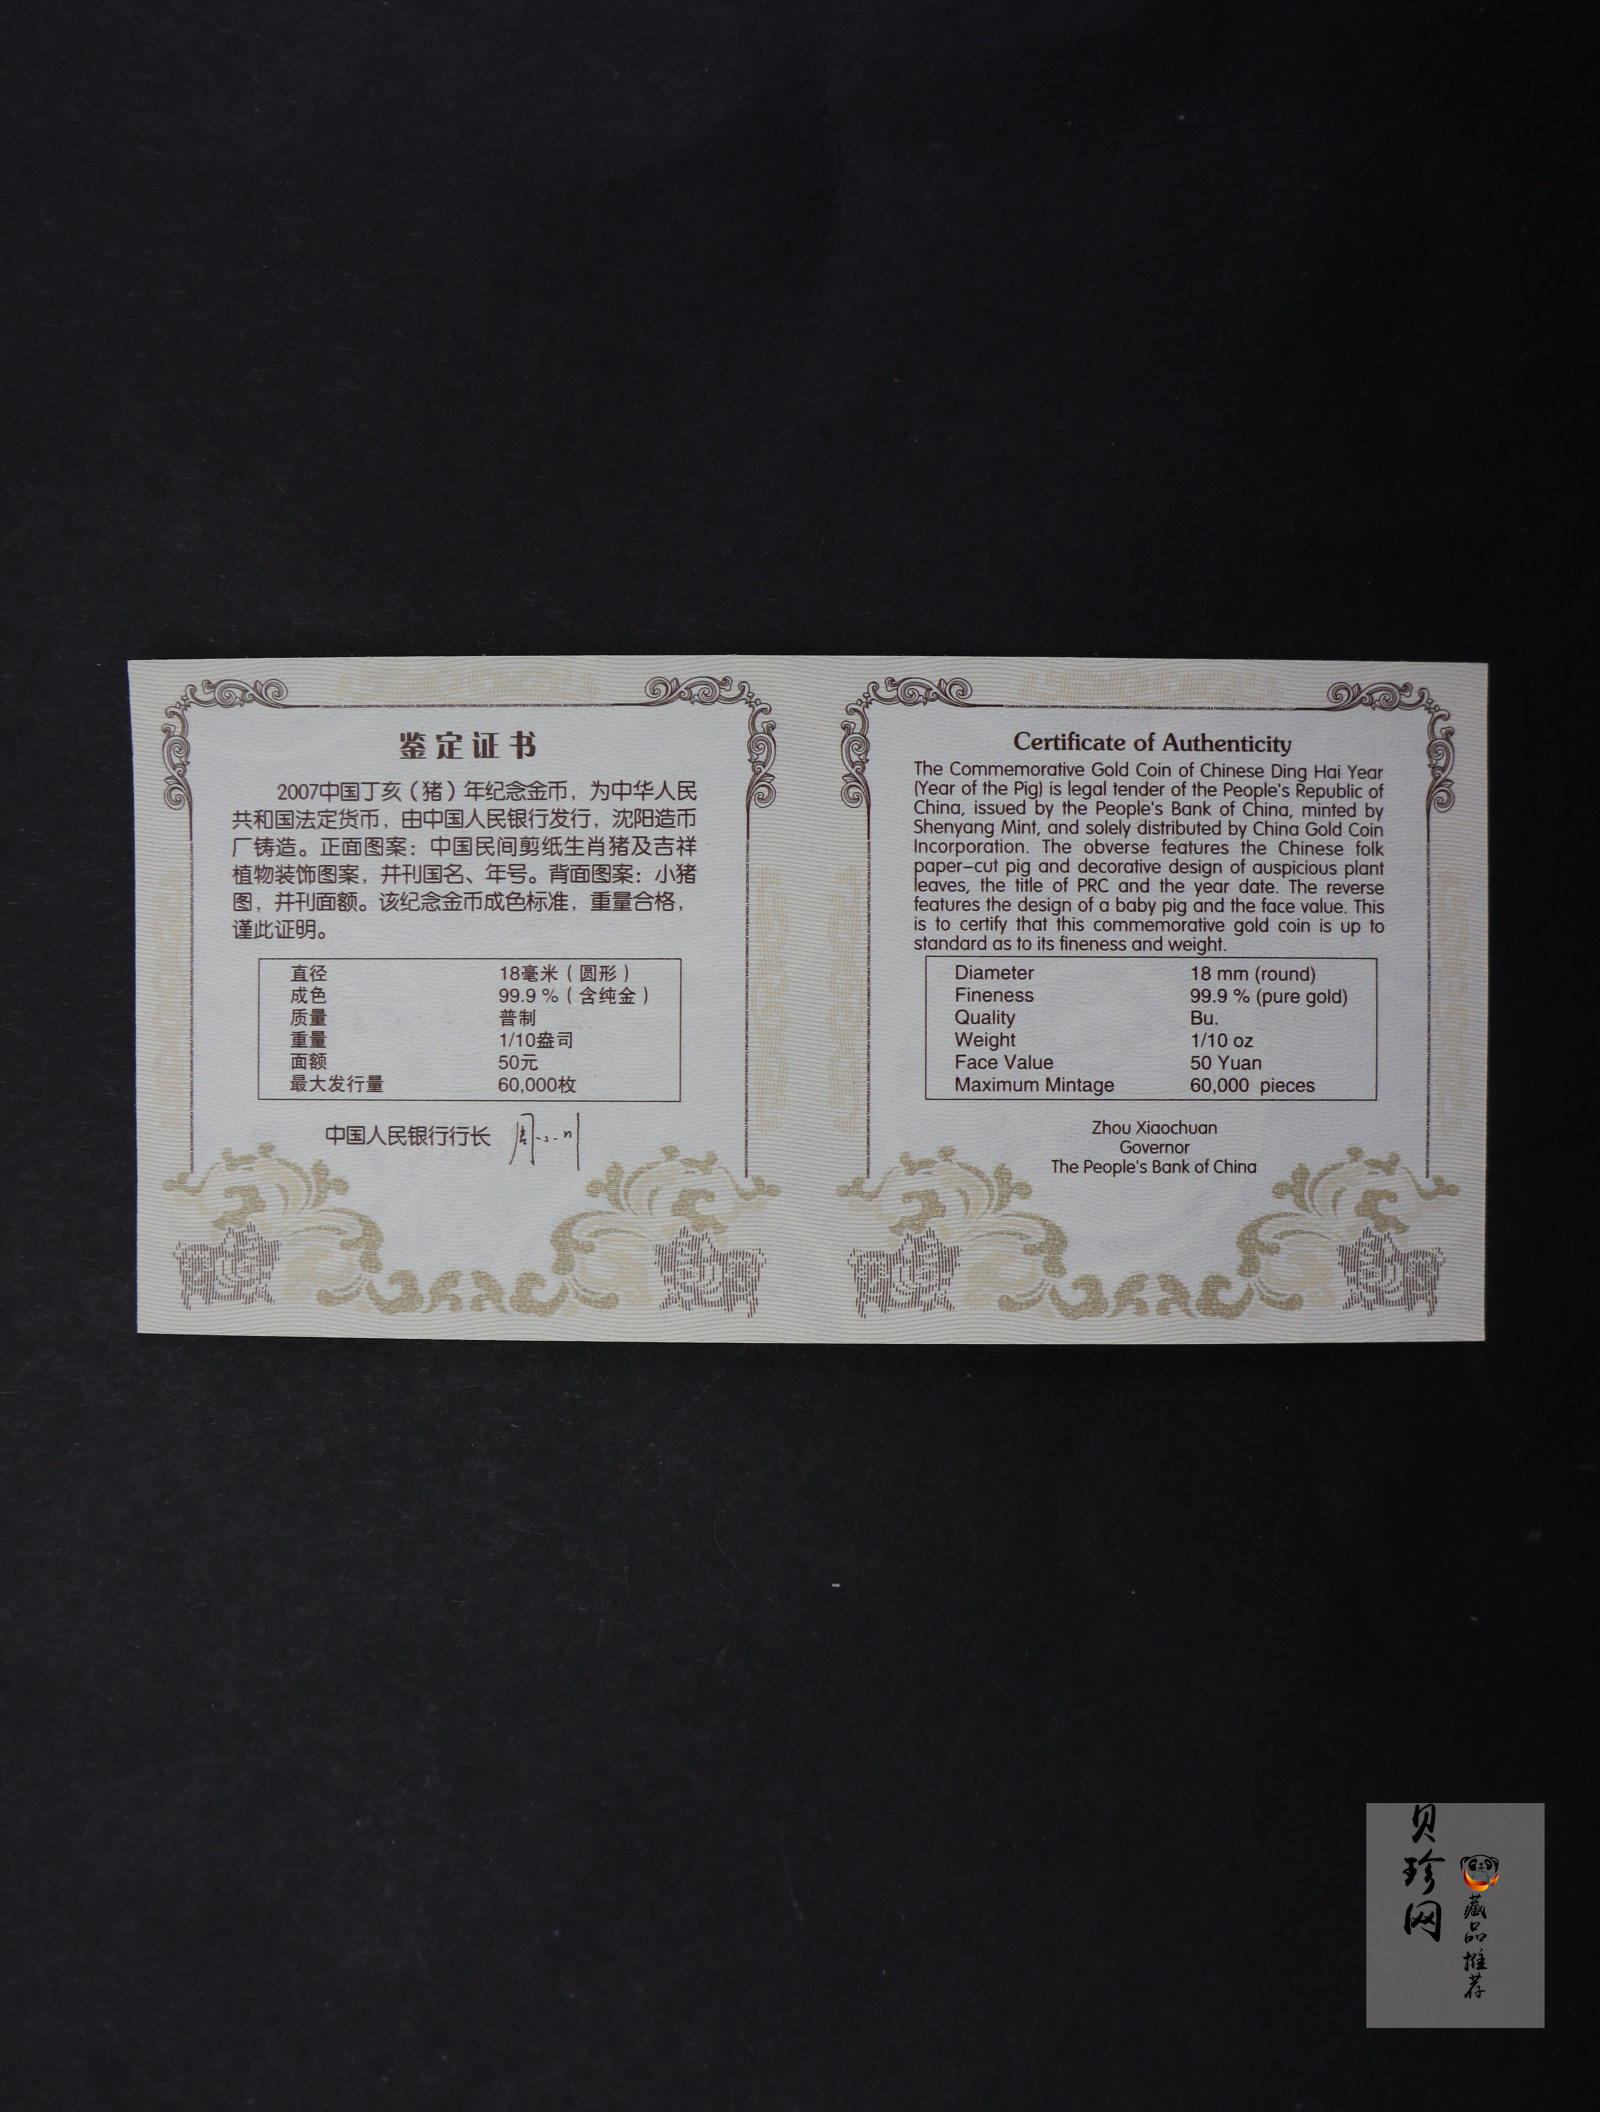 鉴定证书
2007中国丁亥（猪）年纪念金币，为中华人民
共和国法定货币，由中国人民银行发行，沈阳造币
厂铸造。正面图案：中国民间剪纸生肖猪及吉祥
植物装饰图案，并刊国名、年号。背面图案：小猪
图，并刊面额。该纪念金币成色标准，重量合格，
谨此证明。
直径 18毫米（圆形）
成色 99.9 %（含纯金）
质量 普制
重量 1/10盎司
面额 50元
最大发行量 60,000枚
中国人民银行行长 周小川
Certificate of Authenticity
The Commemorative Gold Coin of Chinese Ding Hai Year
(Year of the Pig) is legal tender of the People's Republic of
China, issued by the People's Bank of China, minted by
Shenyang Mint, and solely distributed by China Gold Coin
Incorporation. The obverse features the Chinese folk
paper-cut pig and decorative design of auspicious plant
leaves, the title of PRC and the year date. The reverse
features the design of a baby pig and the face value. This
is to certify that this commemorative gold coin is up to
standard as to its fineness and weight.
Diameter 18 mm (round)
Fineness 99.9 % (pure gold)
Quality Bu.
Weight 1/10 oz
Face Value 50 Yuan
Maximum Mintage 60,000 pieces
Zhou Xiaochuan
Governor
The People's Bank of China
贝珍网
藏品推荐